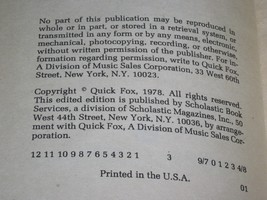 No part of this publication may be reproduced in
whole or in part, or stored in a retrieval system, or
transmitted in any form or by any means, electronic,
mechanical, photocopying, recording, or otherwise,
without written permission of the publisher. For in-
formation regarding permission, write to Quick Fox,
A Division of Music Sales Corporation, 33 West 60th
Street, New York, N.Y. 10023.
Copyright © Quick Fox, 1978. All rights reserved.
This edited edition is published by Scholastic Book
Services, a division of Scholastic Magazines, Inc., 50
West 44th Street, New York, N.Y. 10036, by arrange-
ment with Quick Fox, A Division of Music Sales Cor-
poration.
12 11 10 9 8 7 6 5 4 3 2 1 3 9/7 0 1 2 3 4/8
Printed in the U.S.A. 01